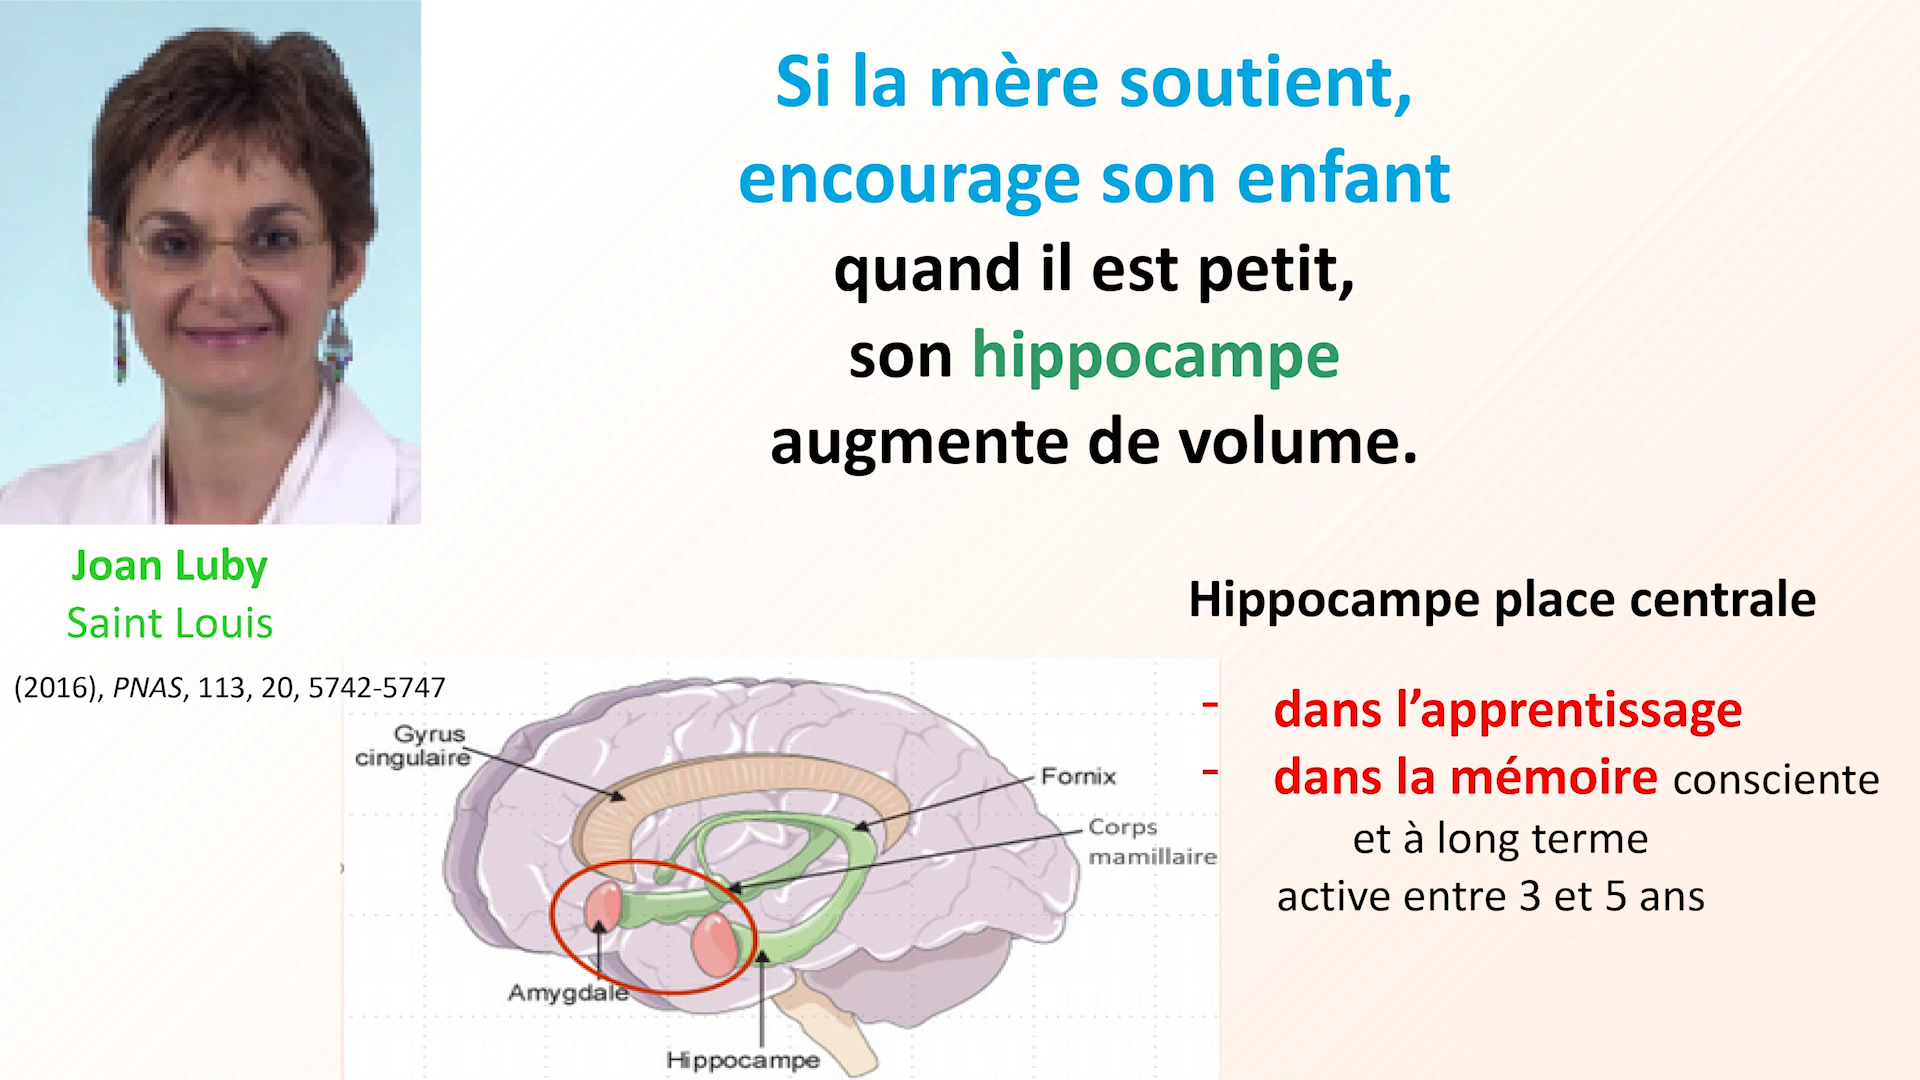 Si la mère soutient,
encourage son enfant
quand il est petit,
son hippocampe
augmente de volume.
Joan Luby
Saint Louis
(2016), PNAS, 113, 20, 5742-5747
Hippocampe place centrale
- dans l’apprentissage
- dans la mémoire consciente
et à long terme
active entre 3 et 5 ans
Gyrus
cingulaire
Fornix
Corps
mamillaire
Amygdale
Hippocampe